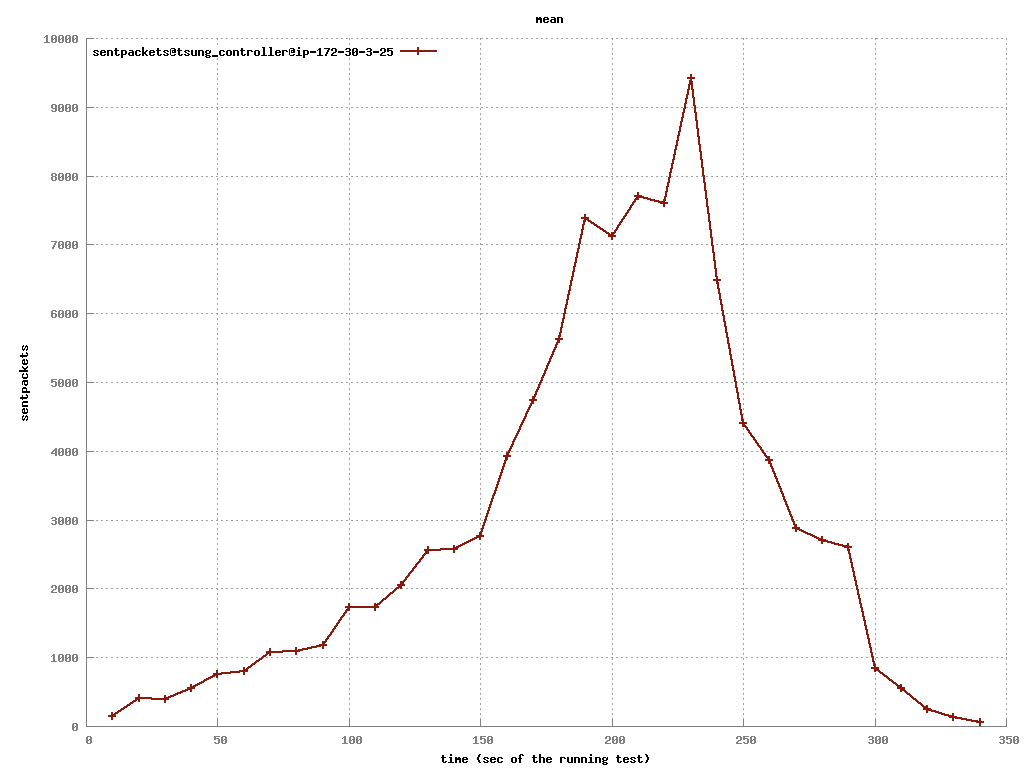 mean
10000
sentpackets@tsung_controller@ip-172-30-3-25
9000
8000
7000
6000
5000
4000
3000
2000
1000
0
sentpackets
0 50 100 150 200 250 300 350
time (sec of the running test)